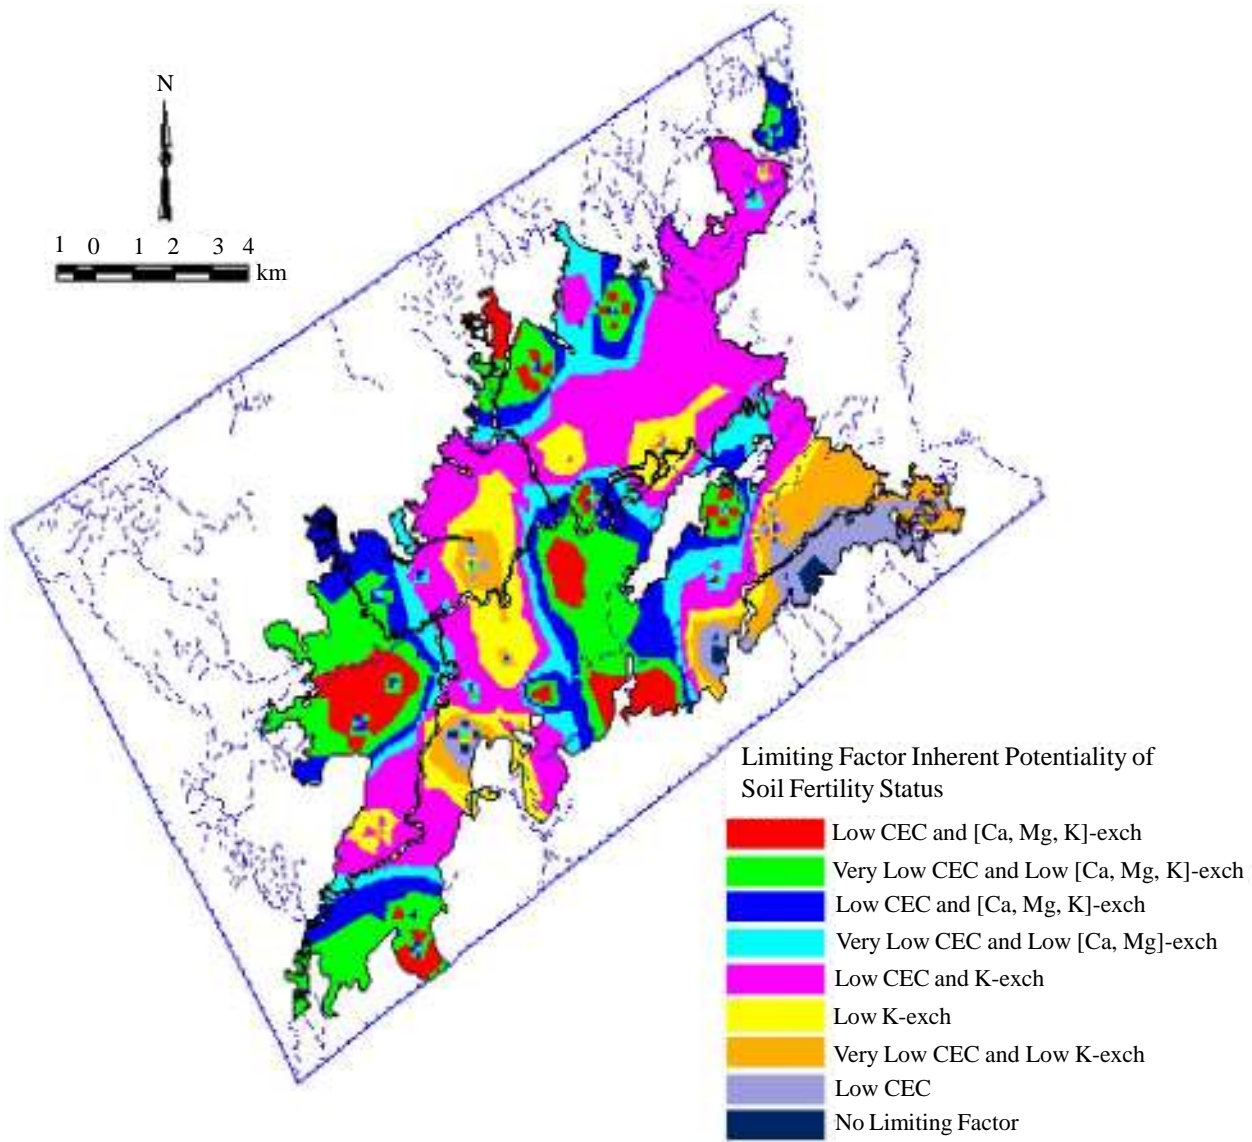 N
1 0 1 2 3 4
km
Limiting Factor Inherent Potentiality of
Soil Fertility Status
Low CEC and [Ca, Mg, K]-exch
Very Low CEC and Low [Ca, Mg, K]-exch
Low CEC and [Ca, Mg, K]-exch
Very Low CEC and Low [Ca, Mg]-exch
Low CEC and K-exch
Low K-exch
Very Low CEC and Low K-exch
Low CEC
No Limiting Factor